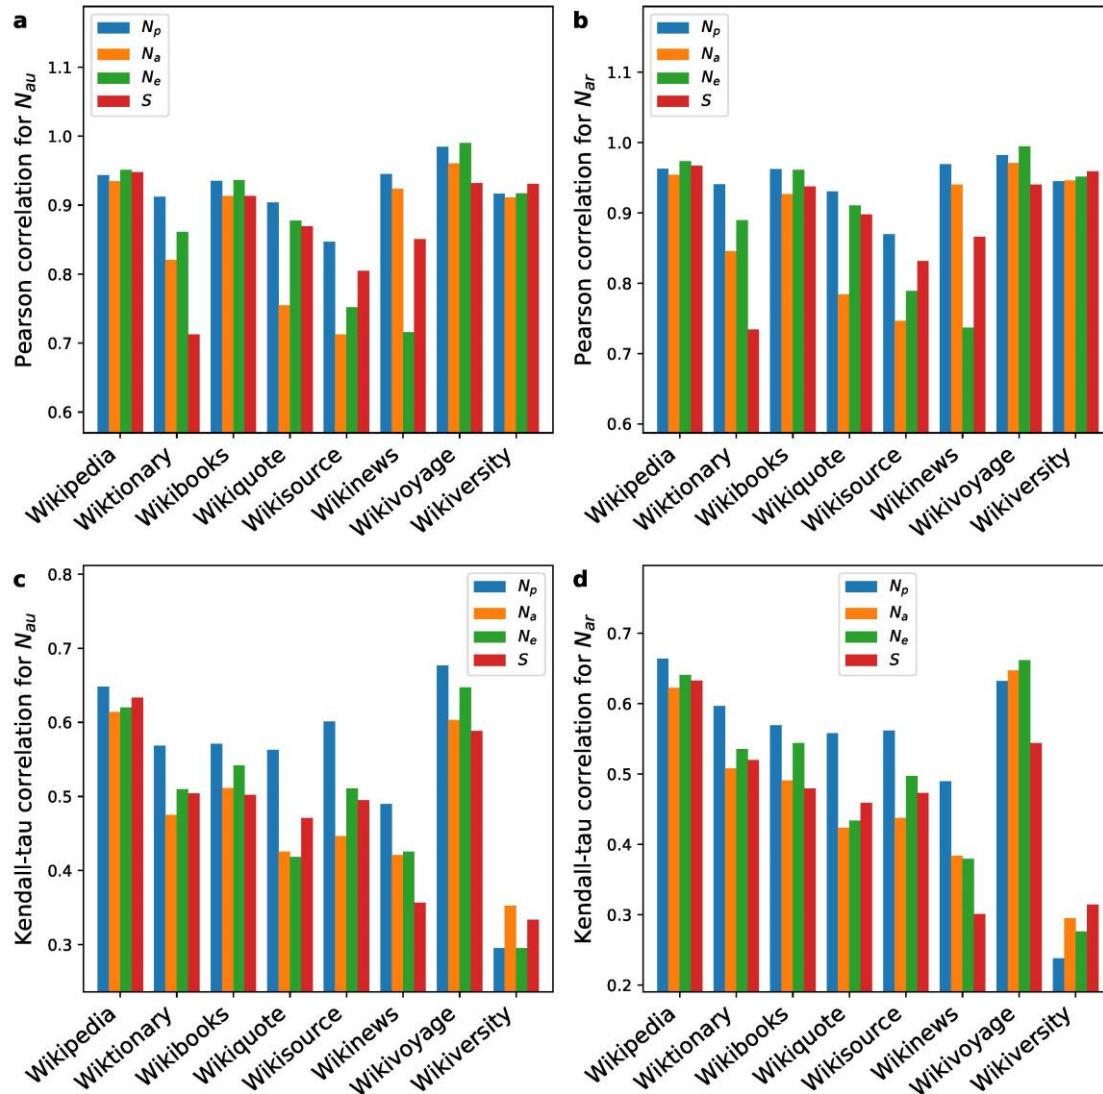 a
N_p
N_a
N_e
S
Pearson correlation for N_au
1.1
1.0
0.9
0.8
0.7
0.6
Wikipedia
Wiktionary
Wikibooks
Wikiquote
Wikisource
Wikinews
Wikivoyage
Wikiversity
b
N_p
N_a
N_e
S
Pearson correlation for N_ar
1.1
1.0
0.9
0.8
0.7
0.6
Wikipedia
Wiktionary
Wikibooks
Wikiquote
Wikisource
Wikinews
Wikivoyage
Wikiversity
c
N_p
N_a
N_e
S
Kendall-tau correlation for N_au
0.8
0.7
0.6
0.5
0.4
0.3
Wikipedia
Wiktionary
Wikibooks
Wikiquote
Wikisource
Wikinews
Wikivoyage
Wikiversity
d
N_p
N_a
N_e
S
Kendall-tau correlation for N_ar
0.7
0.6
0.5
0.4
0.3
0.2
Wikipedia
Wiktionary
Wikibooks
Wikiquote
Wikisource
Wikinews
Wikivoyage
Wikiversity